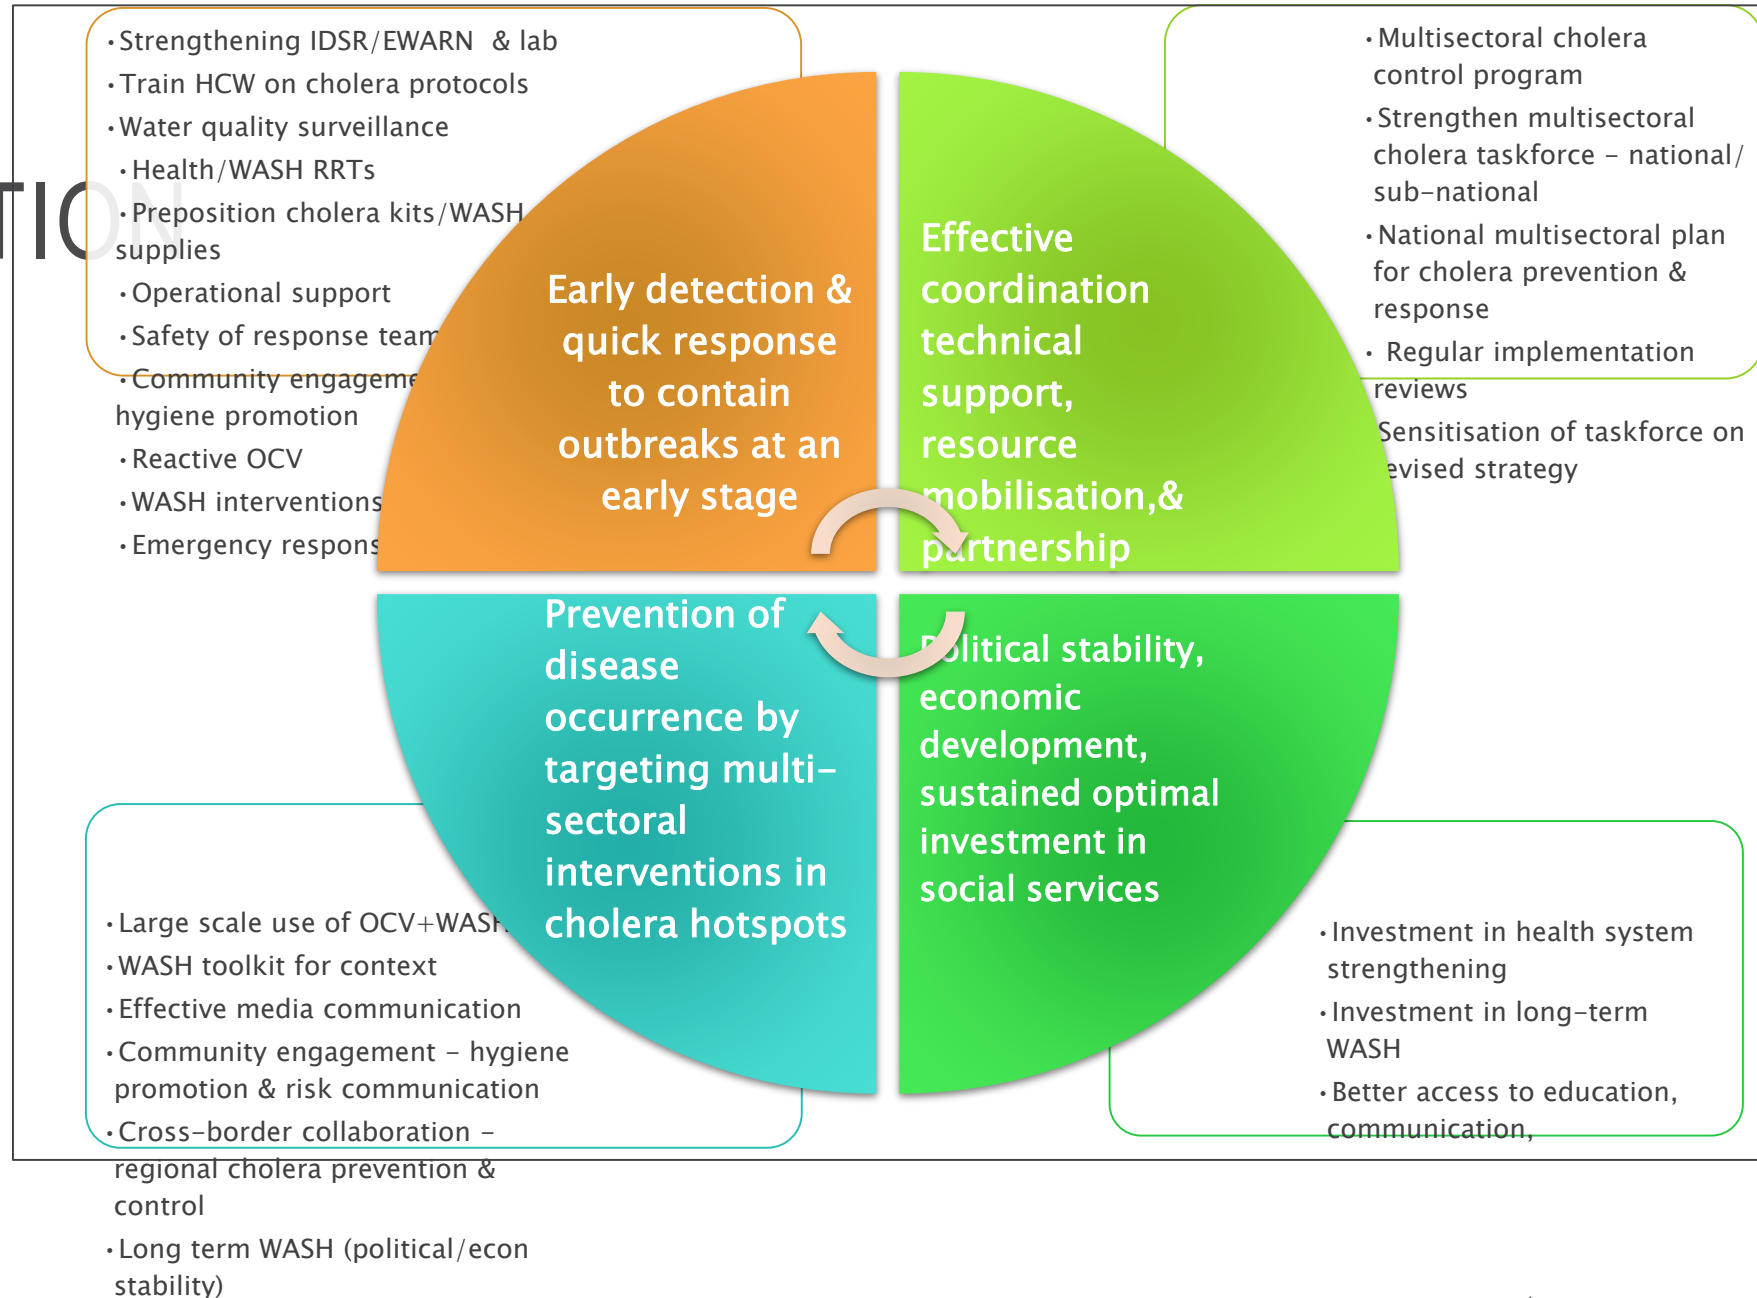 TION
·Strengthening IDSR/EWARN & lab
·Train HCW on cholera protocols
·Water quality surveillance
·Health/WASH RRTs
·Preposition cholera kits/WASH
supplies
·Operational support
·Safety of response team
·Community engageme
hygiene promotion
·Reactive OCV
·WASH interventions
·Emergency respons
Early detection &
quick response
to contain
outbreaks at an
early stage
Effective
coordination
technical
support,
resource
mobilisation,&
partnership
·Multisectoral cholera
control program
·Strengthen multisectoral
cholera taskforce – national/
sub-national
·National multisectoral plan
for cholera prevention &
response
· Regular implementation
reviews
Sensitisation of taskforce on
evised strategy
Prevention of
disease
occurrence by
targeting multi-
sectoral
interventions in
cholera hotspots
Political stability,
economic
development,
sustained optimal
investment in
social services
·Large scale use of OCV+WASH
·WASH toolkit for context
·Effective media communication
·Community engagement – hygiene
promotion & risk communication
·Cross-border collaboration –
regional cholera prevention &
control
·Long term WASH (political/econ
stability)
·Investment in health system
strengthening
·Investment in long-term
WASH
·Better access to education,
communication,